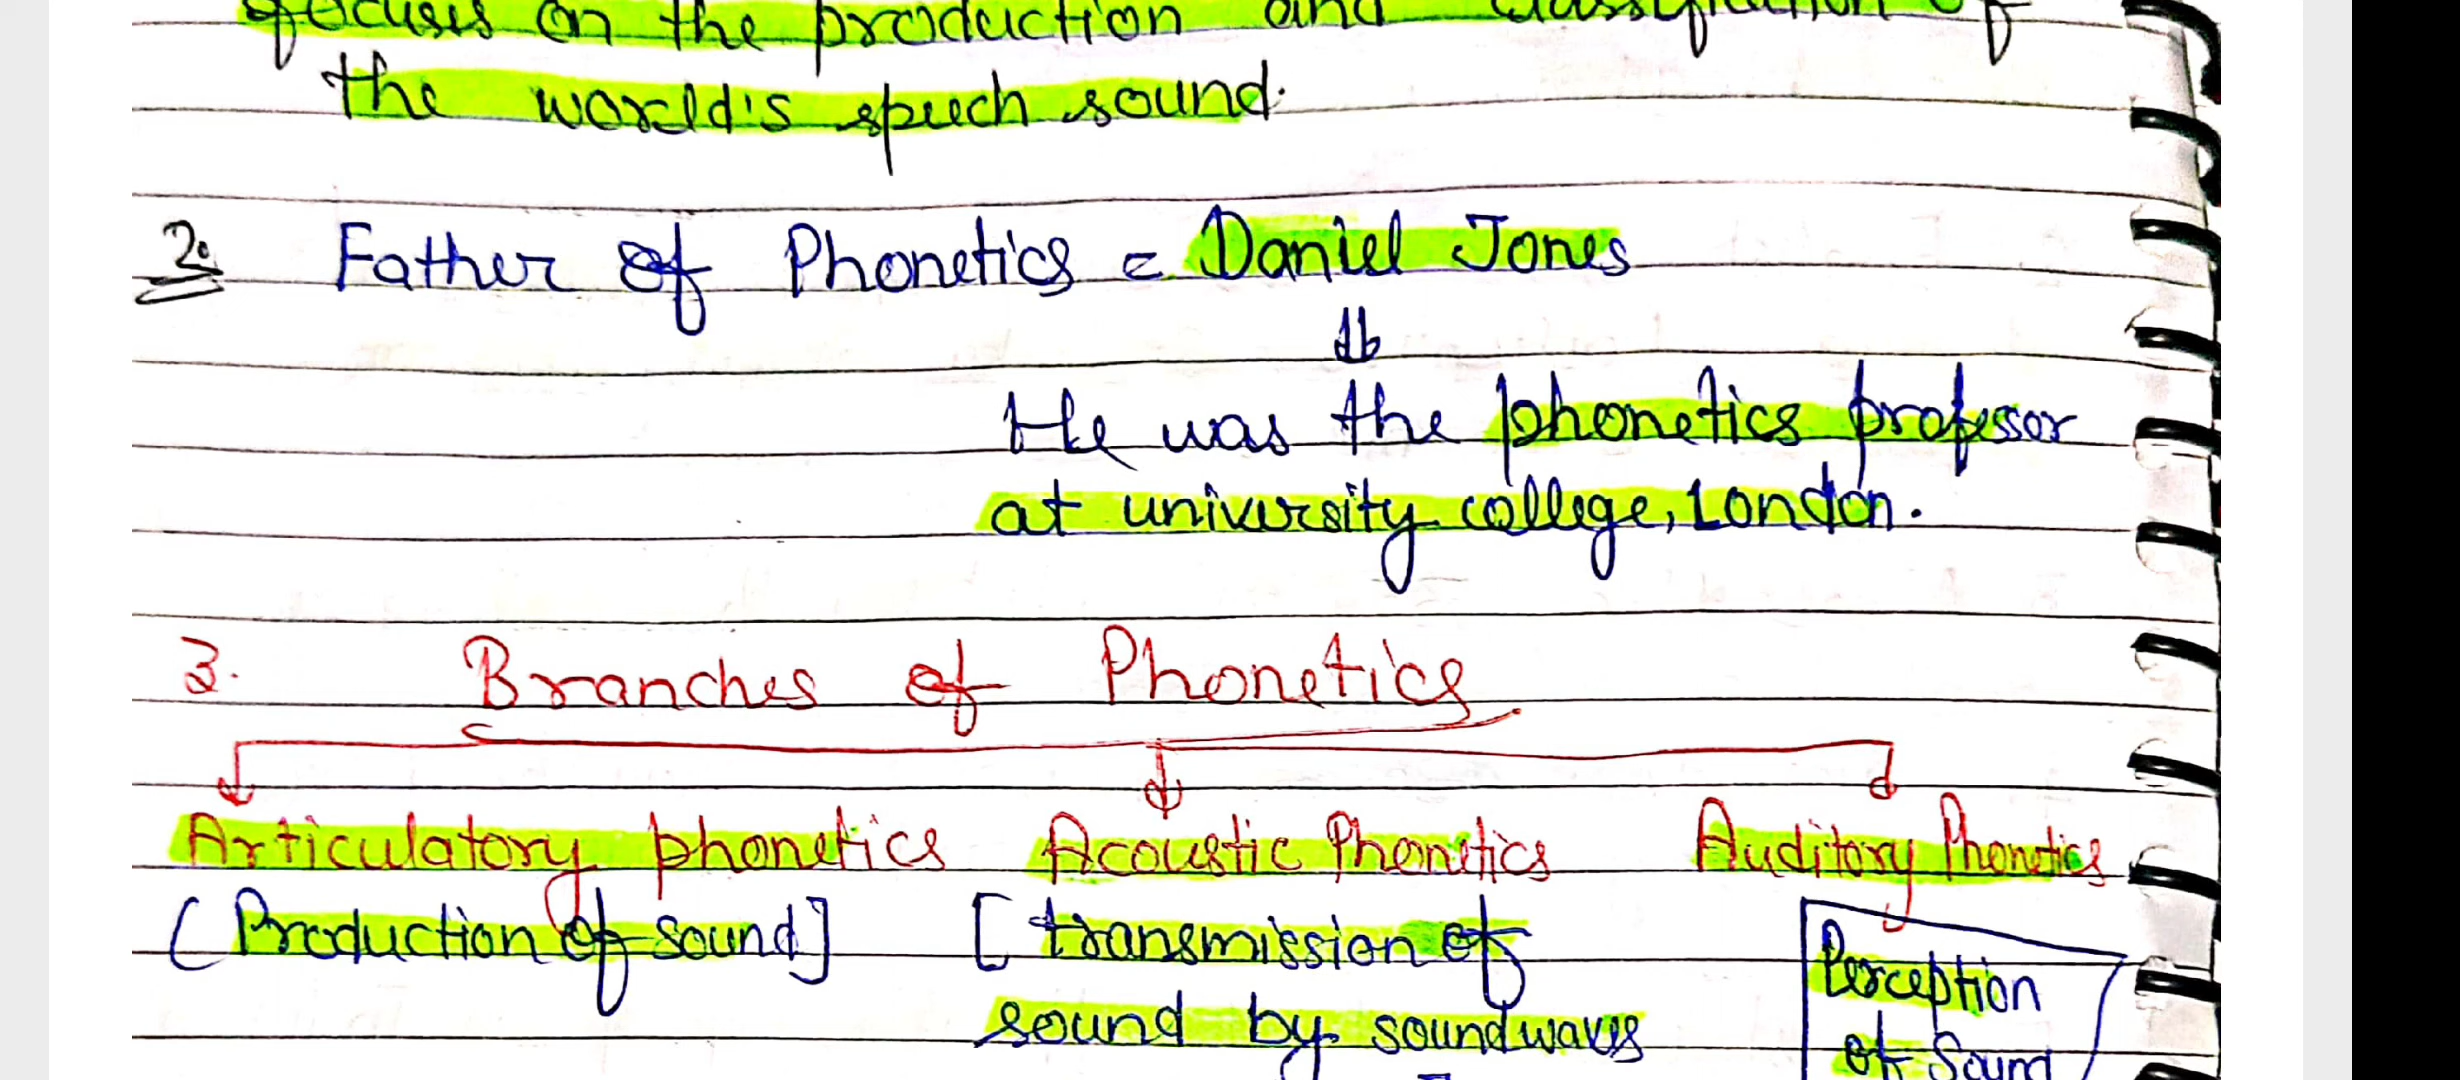 focuses on the production and classification of
the world's speech sound.
2. Father of Phonetics = Daniel Jones
He was the phonetics professor
at university college, London.
3. Branches of Phonetics
Articulatory phonetics Acoustic Phonetics Auditory Phonetics
(Production of sound] [transmission of Perception
sound by soundwaves of Sound